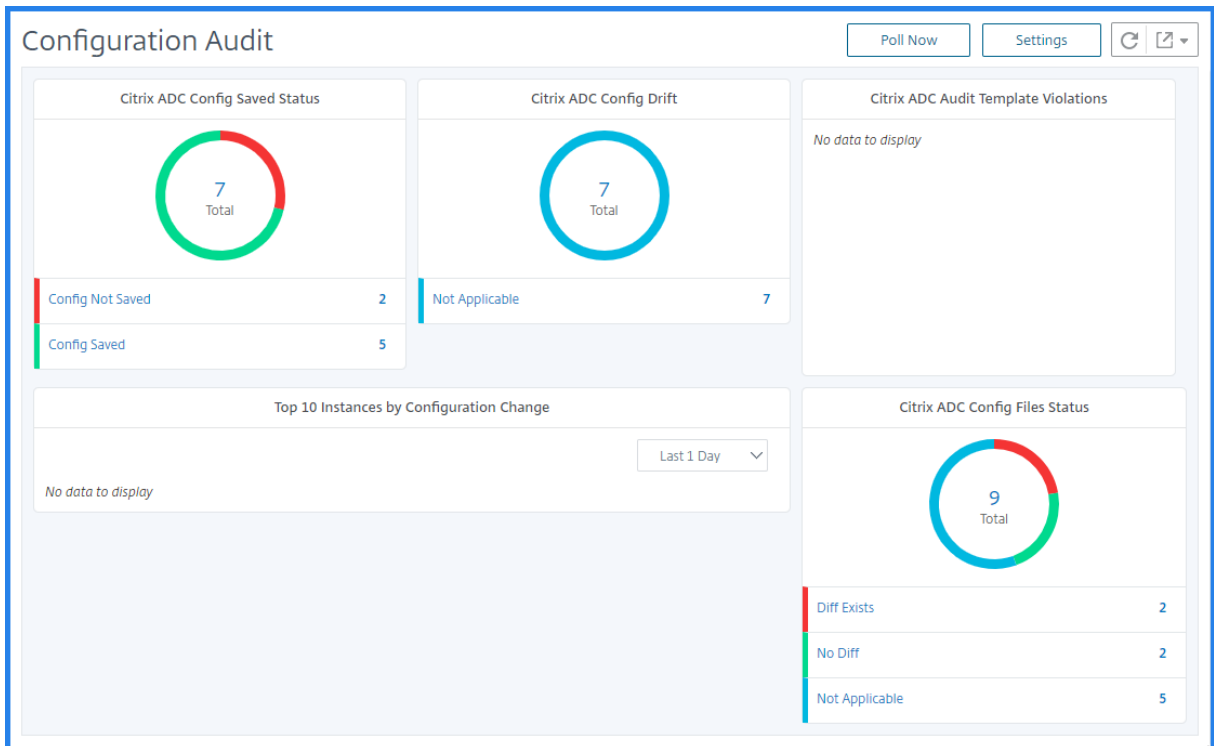 Configuration Audit
Poll Now
Settings
Citrix ADC Config Saved Status
7
Total
Config Not Saved 2
Config Saved 5
Citrix ADC Config Drift
7
Total
Not Applicable 7
Citrix ADC Audit Template Violations
No data to display
Top 10 Instances by Configuration Change
Last 1 Day
No data to display
Citrix ADC Config Files Status
9
Total
Diff Exists 2
No Diff 2
Not Applicable 5